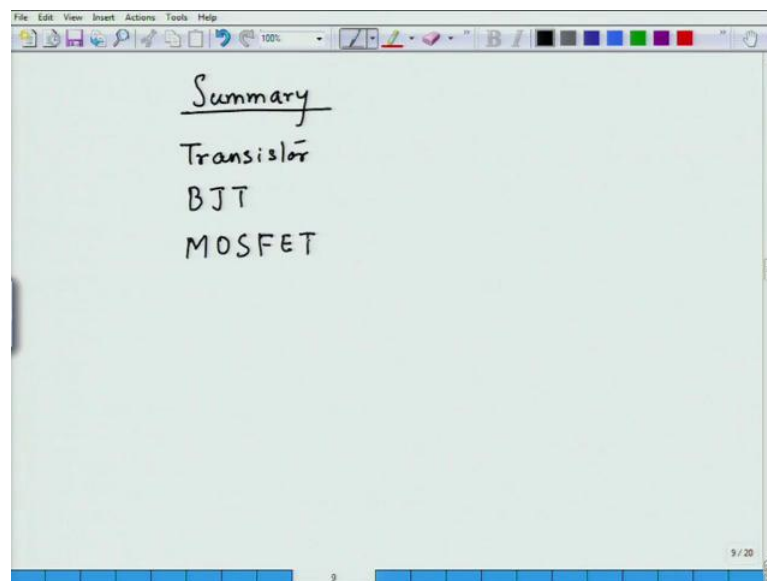 File Edit View Insert Actions Tools Help
100%
B I
Summary
Transistor
BJT
MOSFET
9/20
9